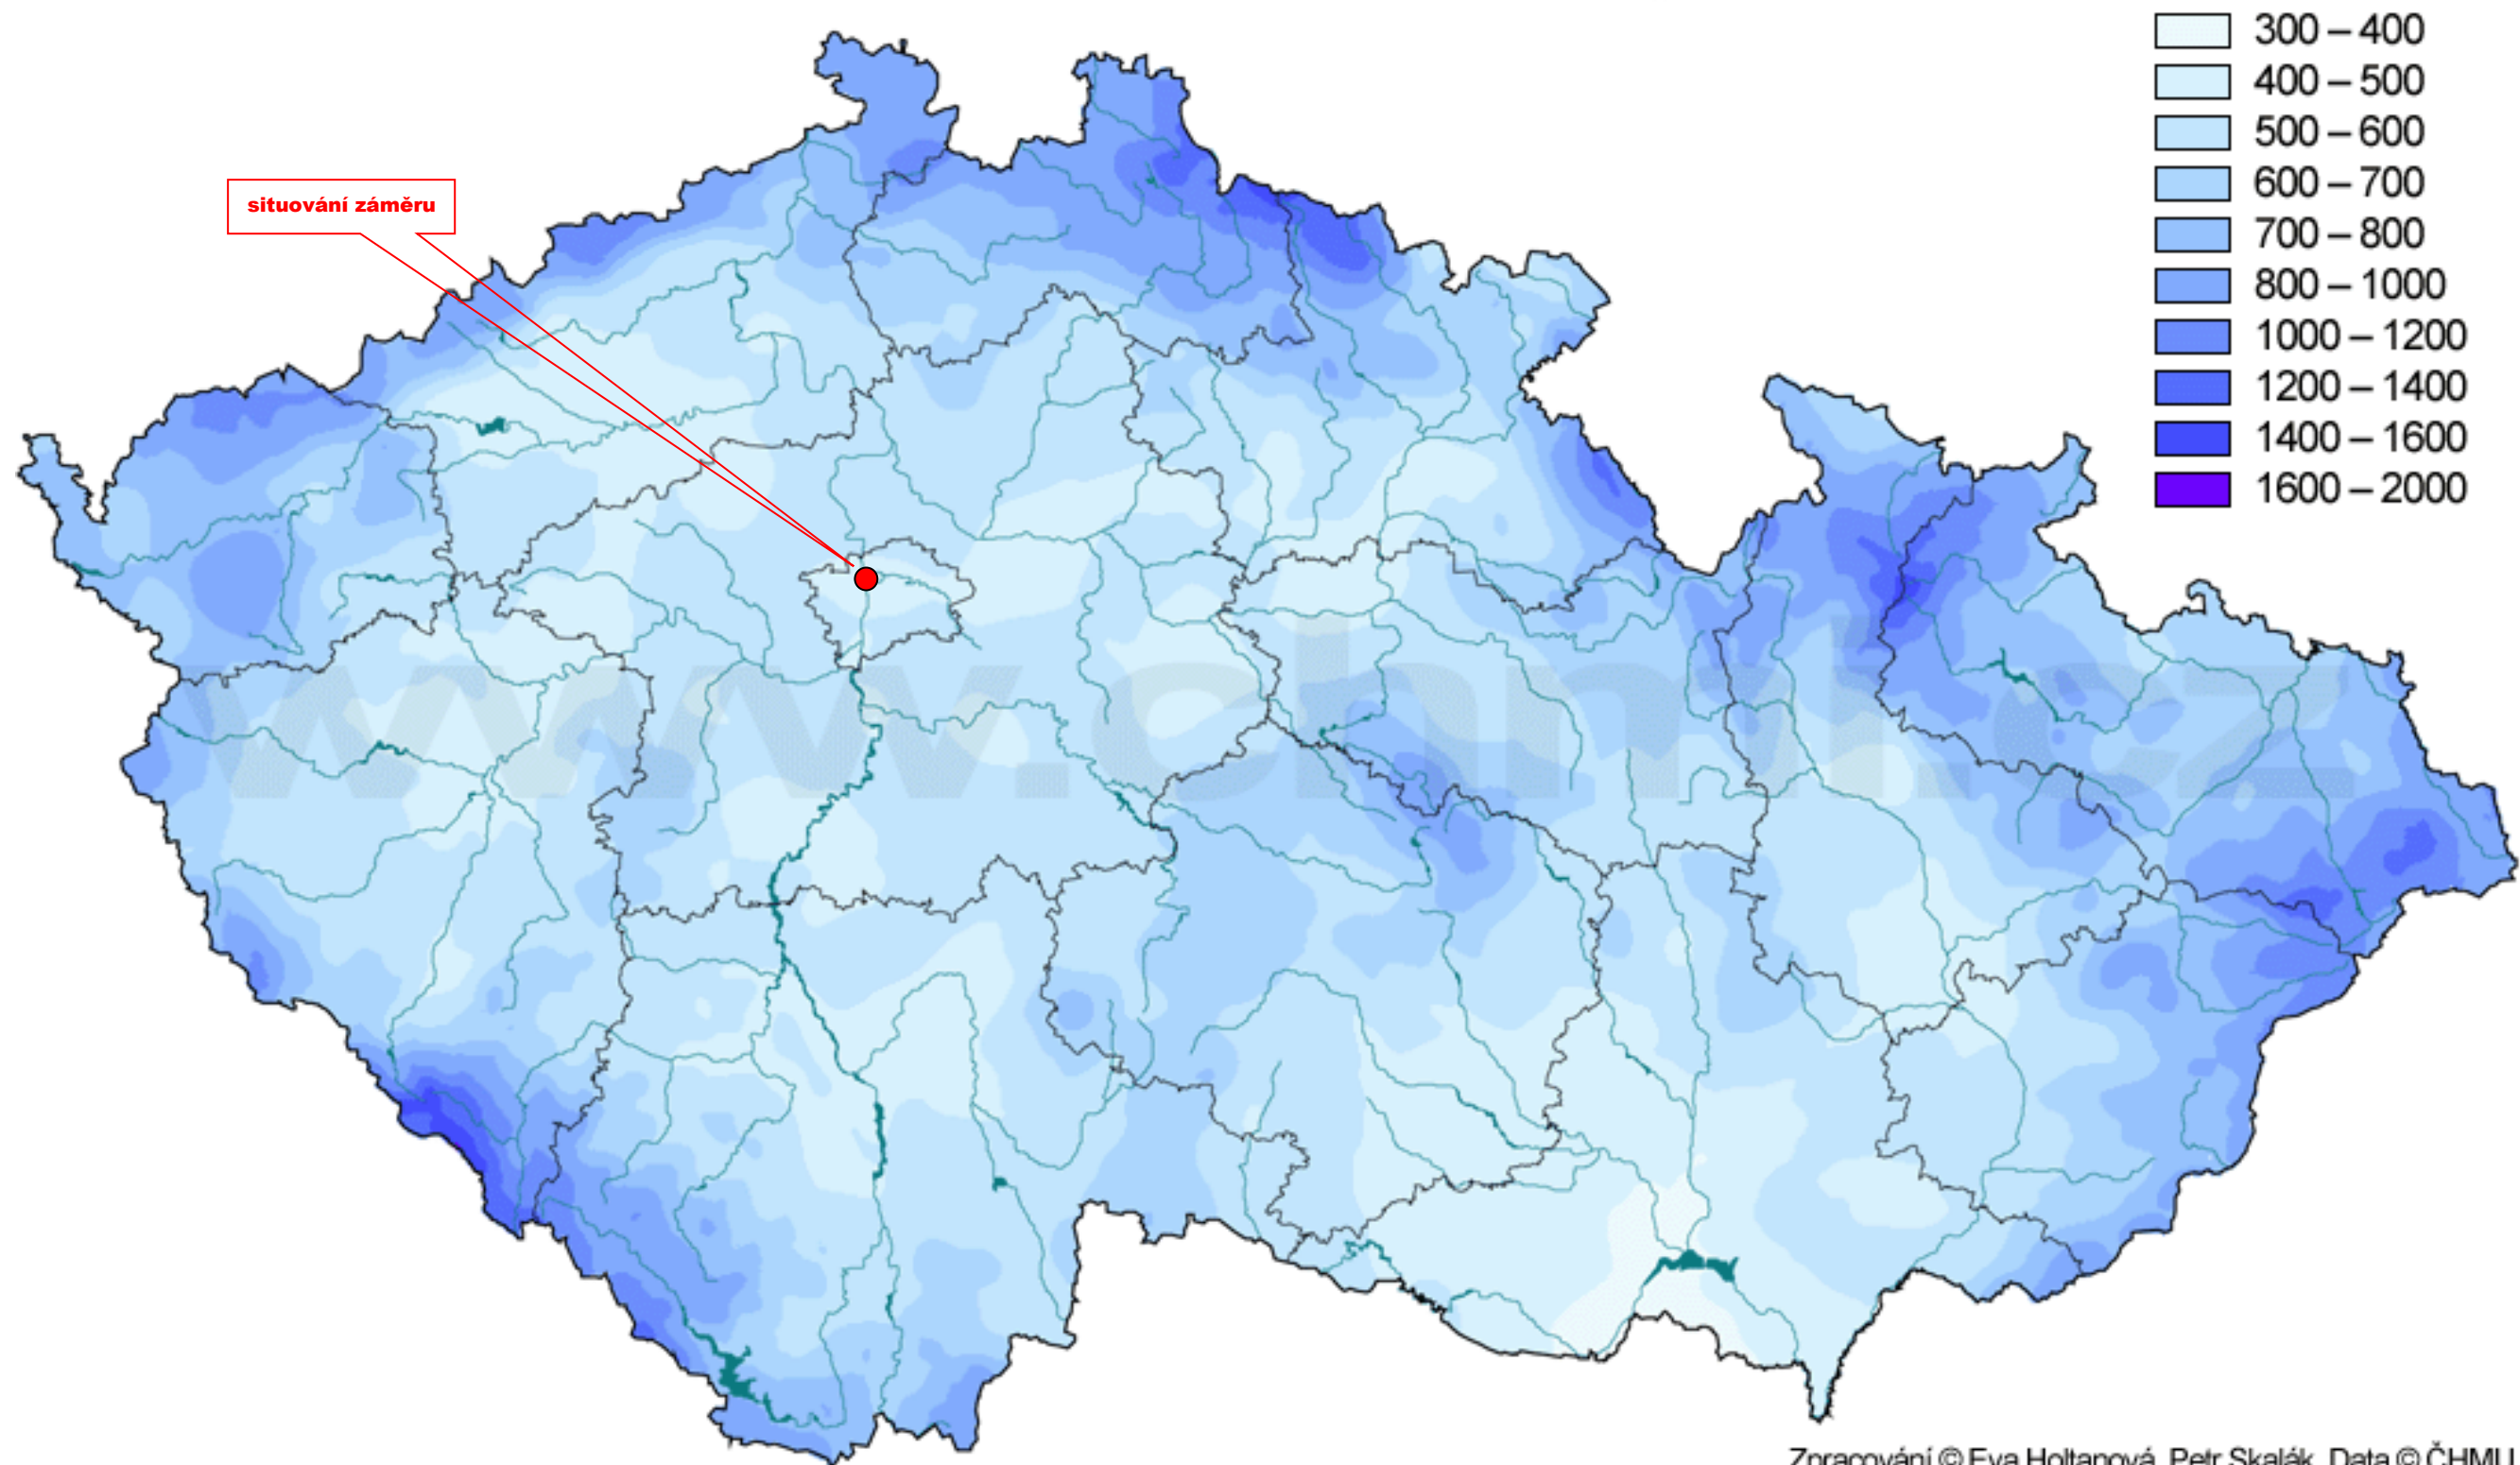 300 – 400
400 – 500
500 – 600
situování záměru
600 – 700
700 – 800
800 – 1000
1000 – 1200
1200 – 1400
1400 – 1600
1600 – 2000
www.chmi.cz
Zpracování © Eva Holtanová, Petr Skalák, Data © ČHMÚ